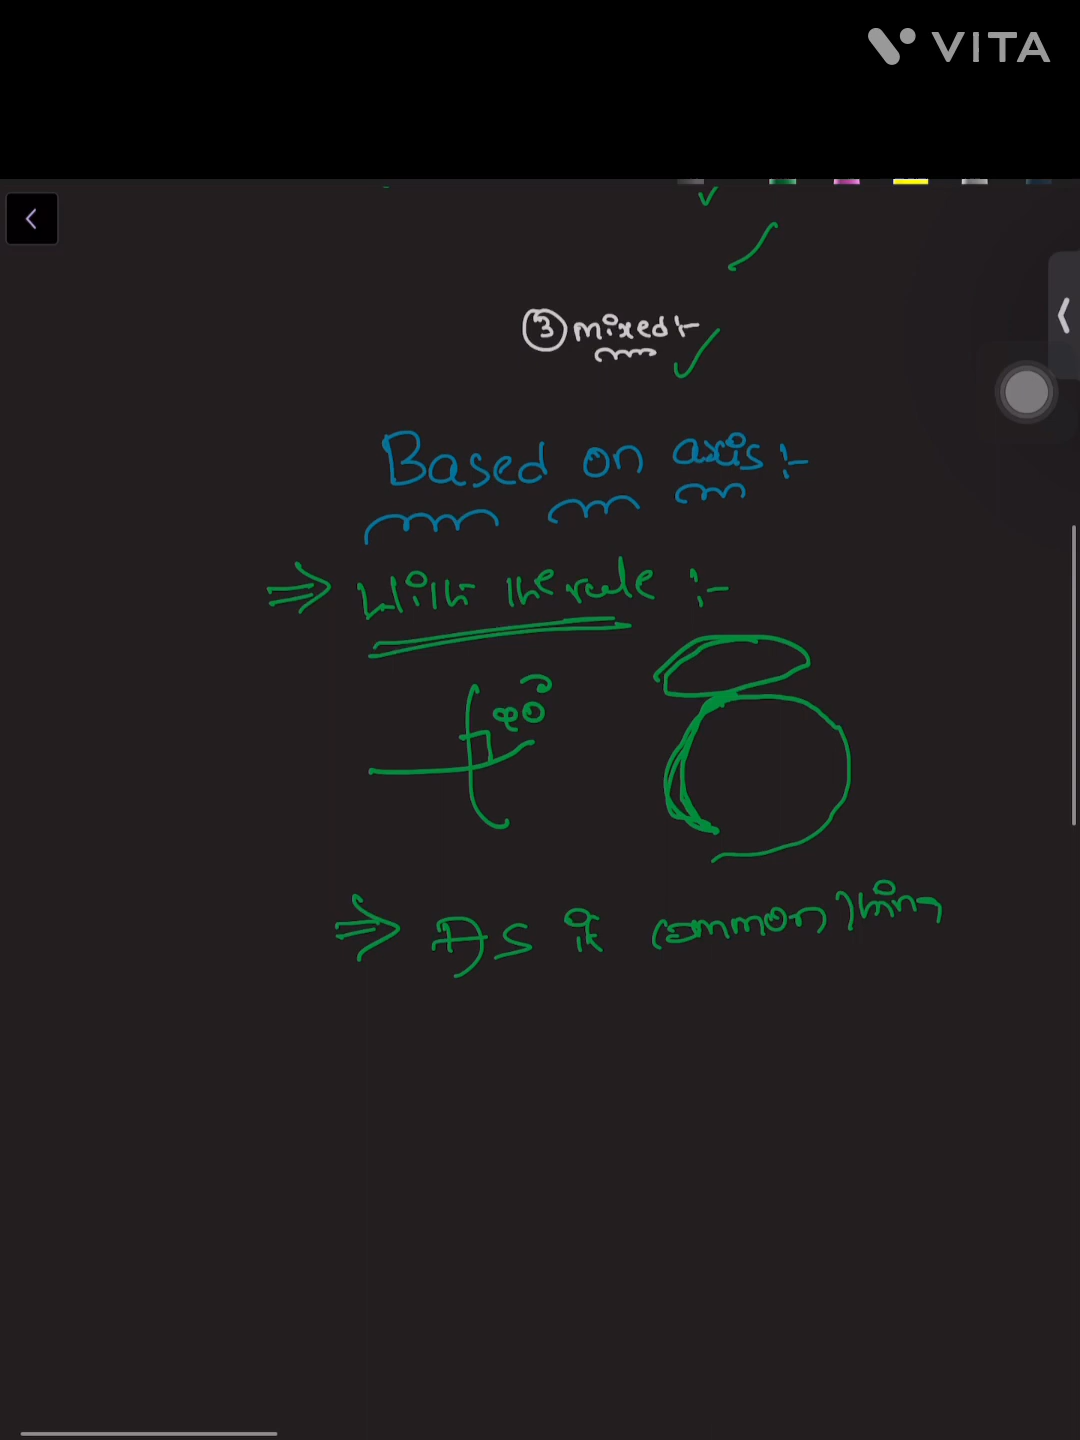 VITA
③ mixed :-
Based on axis :-
⇒ With the rule :-
90°
⇒ As it common thing